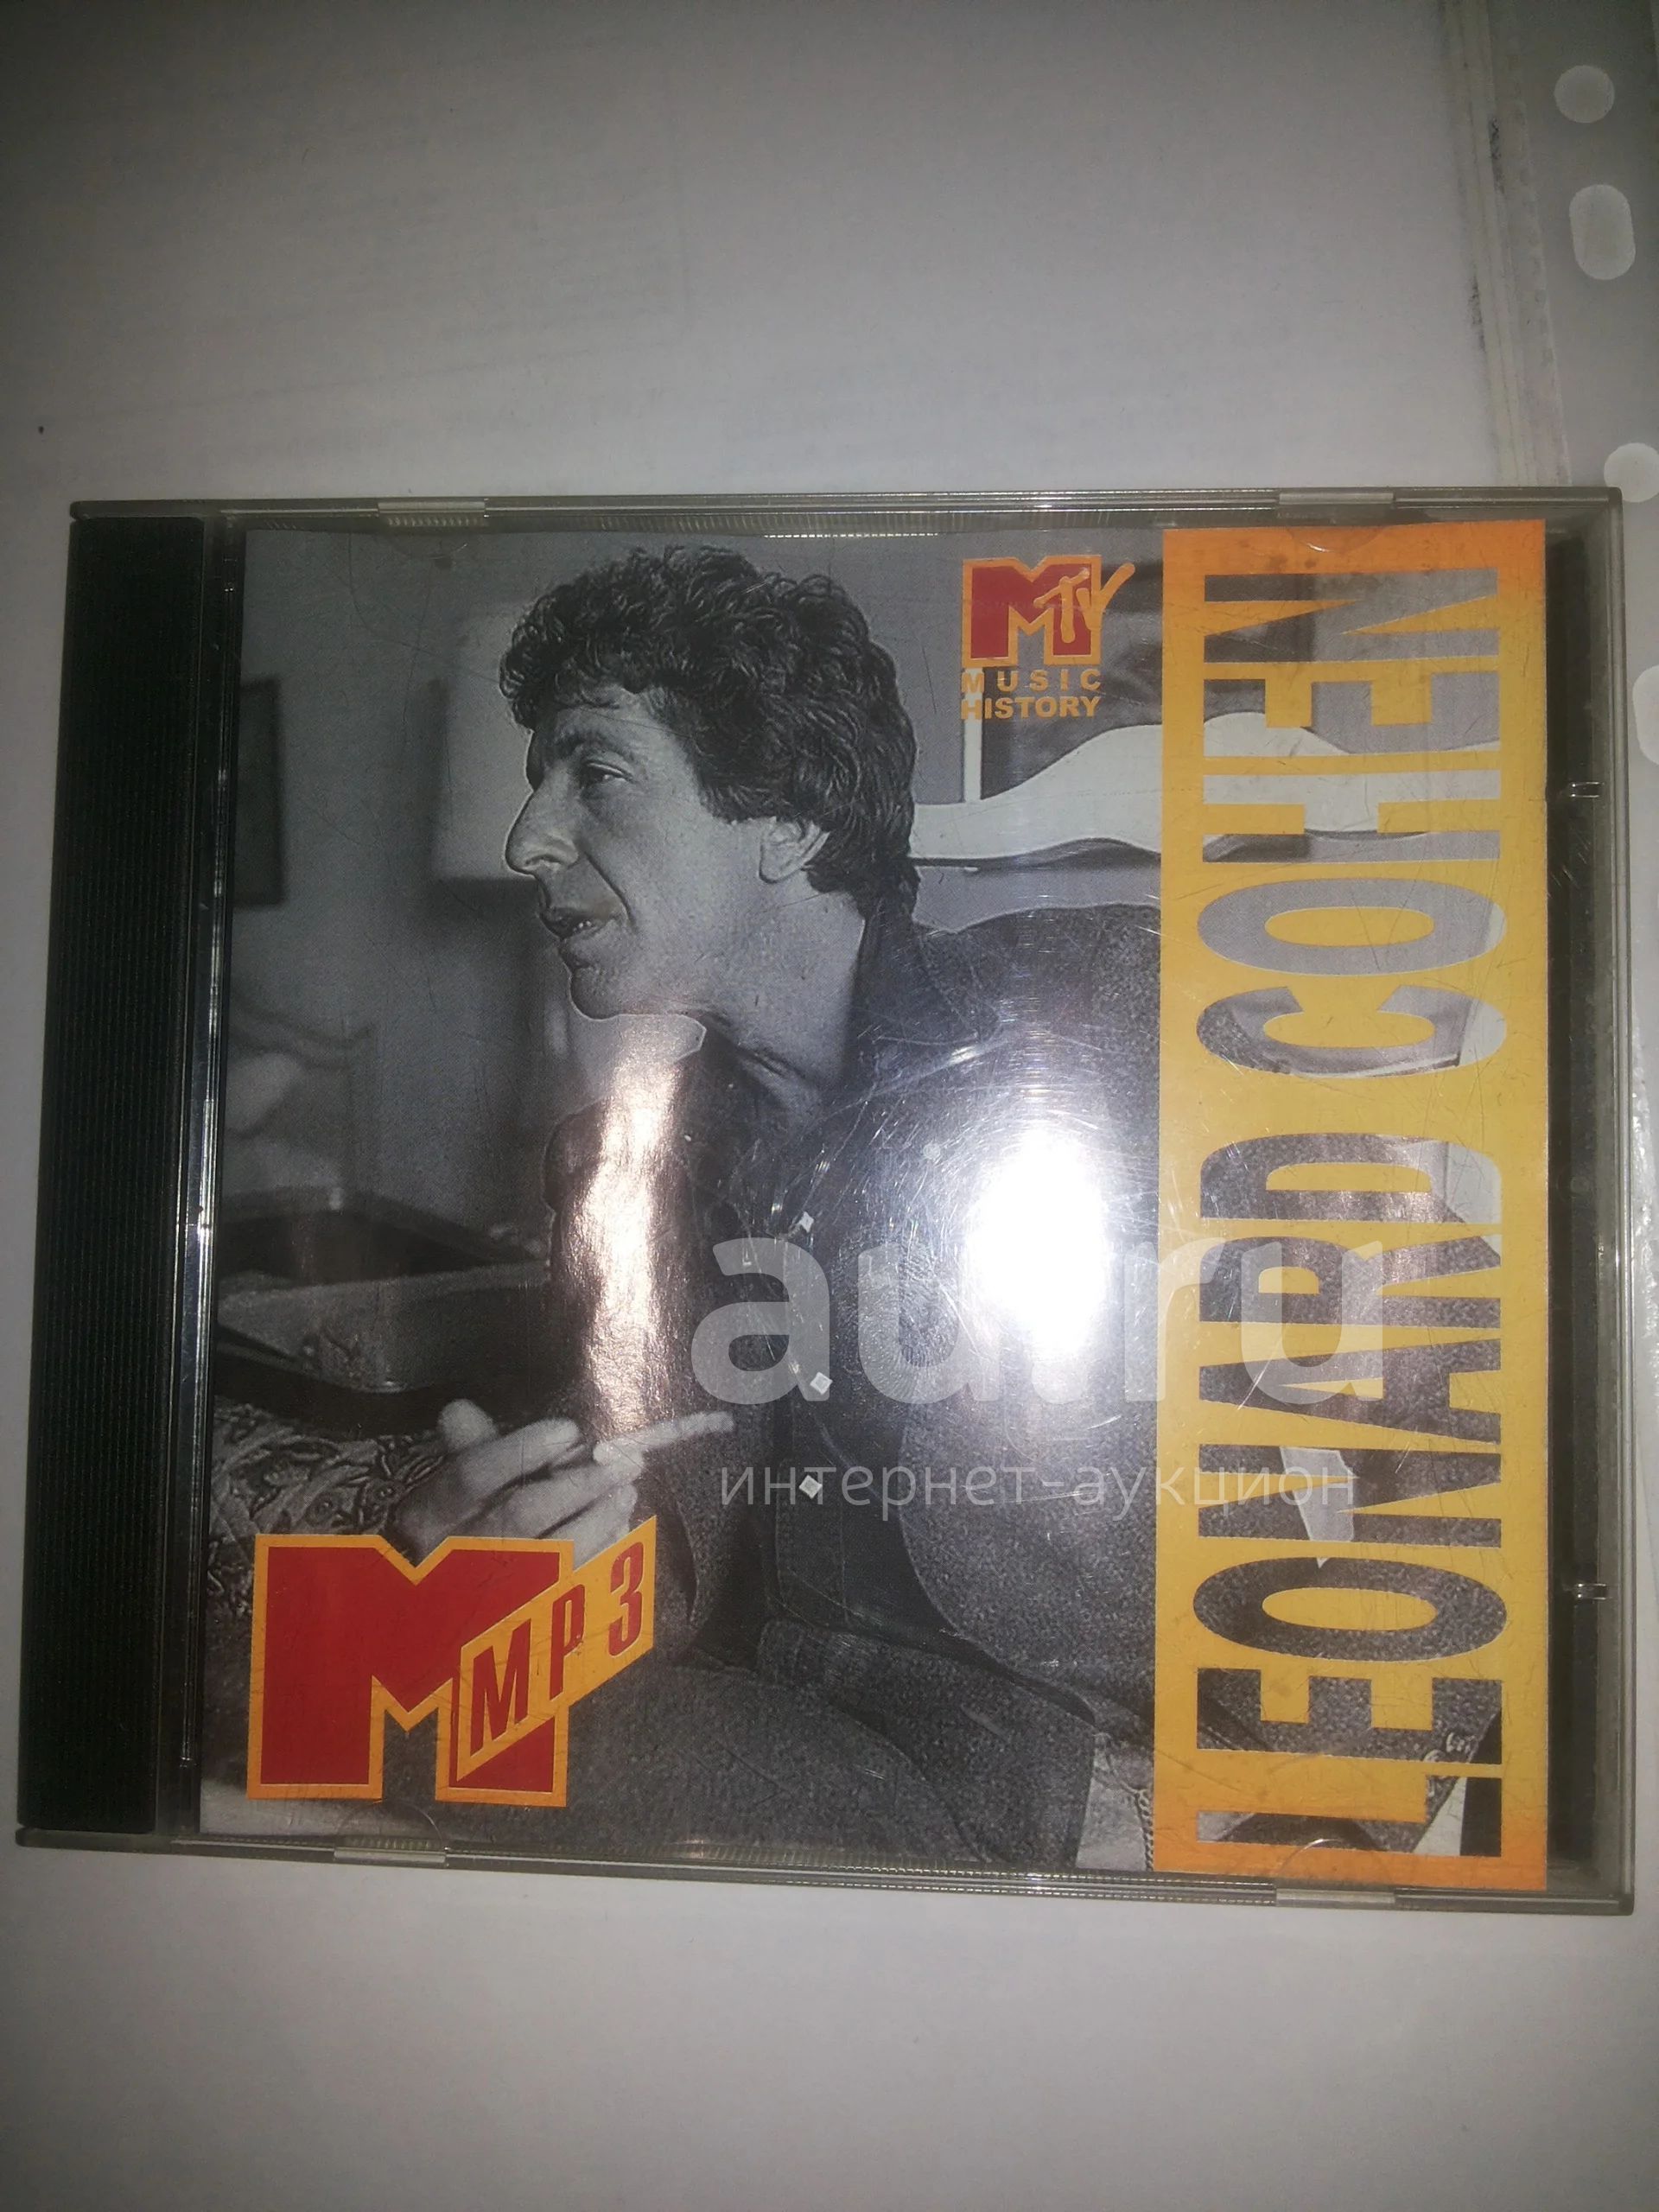 MTV
MUSIC
HISTORY
LEONARD COHEN
au.ru
интернет-аукцион
M MP3